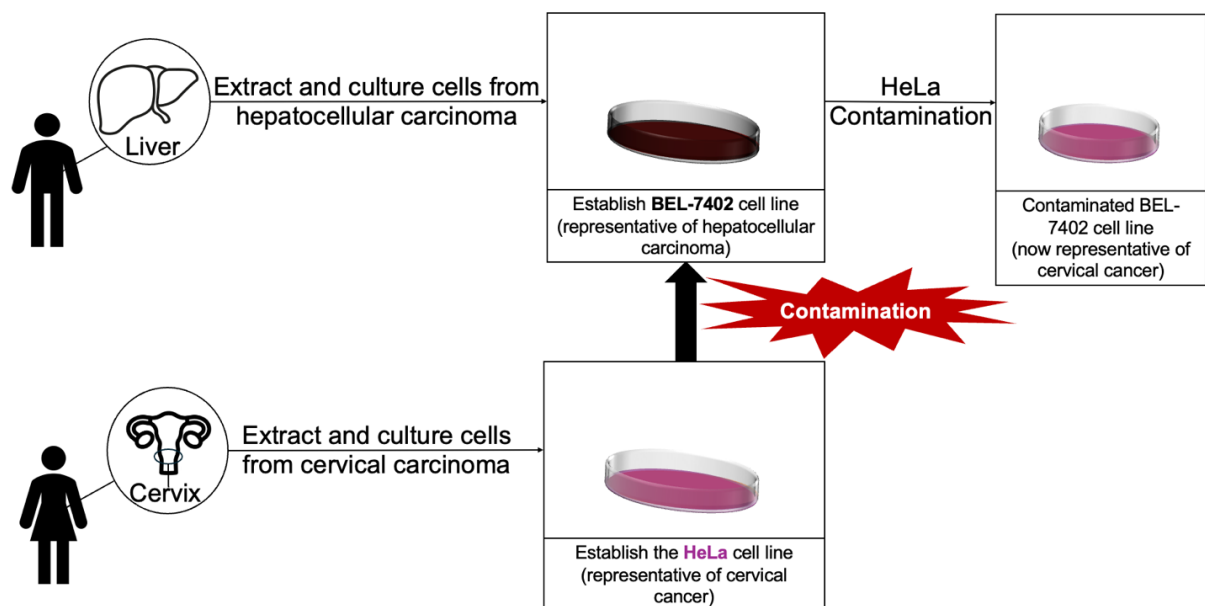 Liver
Extract and culture cells from
hepatocellular carcinoma
Establish BEL-7402 cell line
(representative of hepatocellular
carcinoma)
HeLa
Contamination
Contaminated BEL-
7402 cell line
(now representative of
cervical cancer)
Contamination
Cervix
Extract and culture cells
from cervical carcinoma
Establish the HeLa cell line
(representative of cervical
cancer)